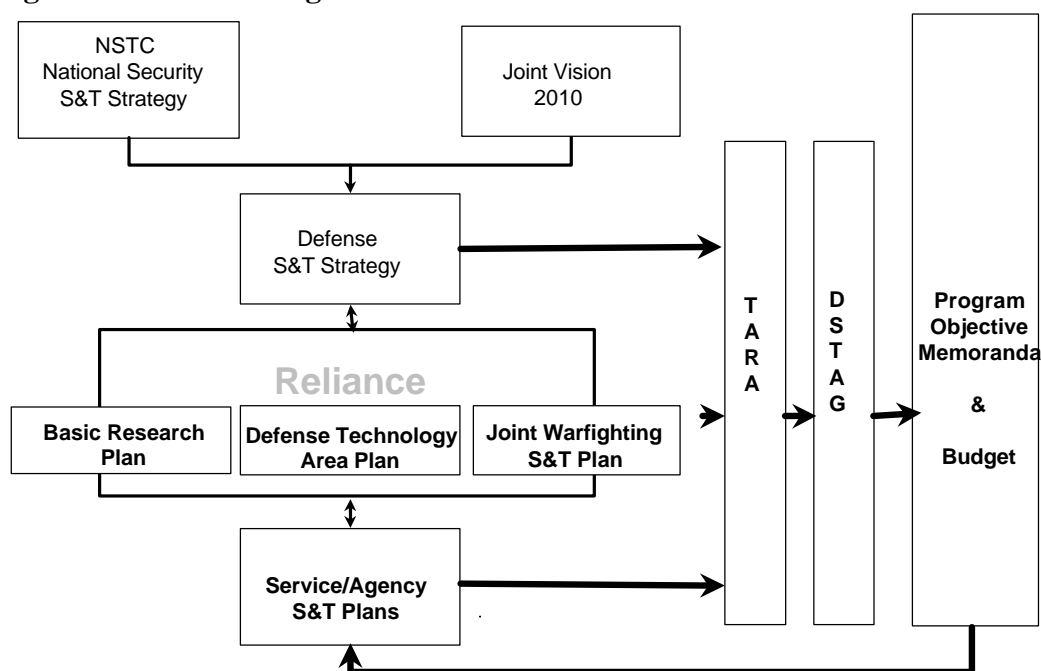 NSTC
National Security
S&T Strategy
Joint Vision
2010
Defense
S&T Strategy
Reliance
Basic Research
Plan
Defense Technology
Area Plan
Joint Warfighting
S&T Plan
Service/Agency
S&T Plans
T
A
R
A
D
S
T
A
G
Program
Objective
Memoranda
&
Budget